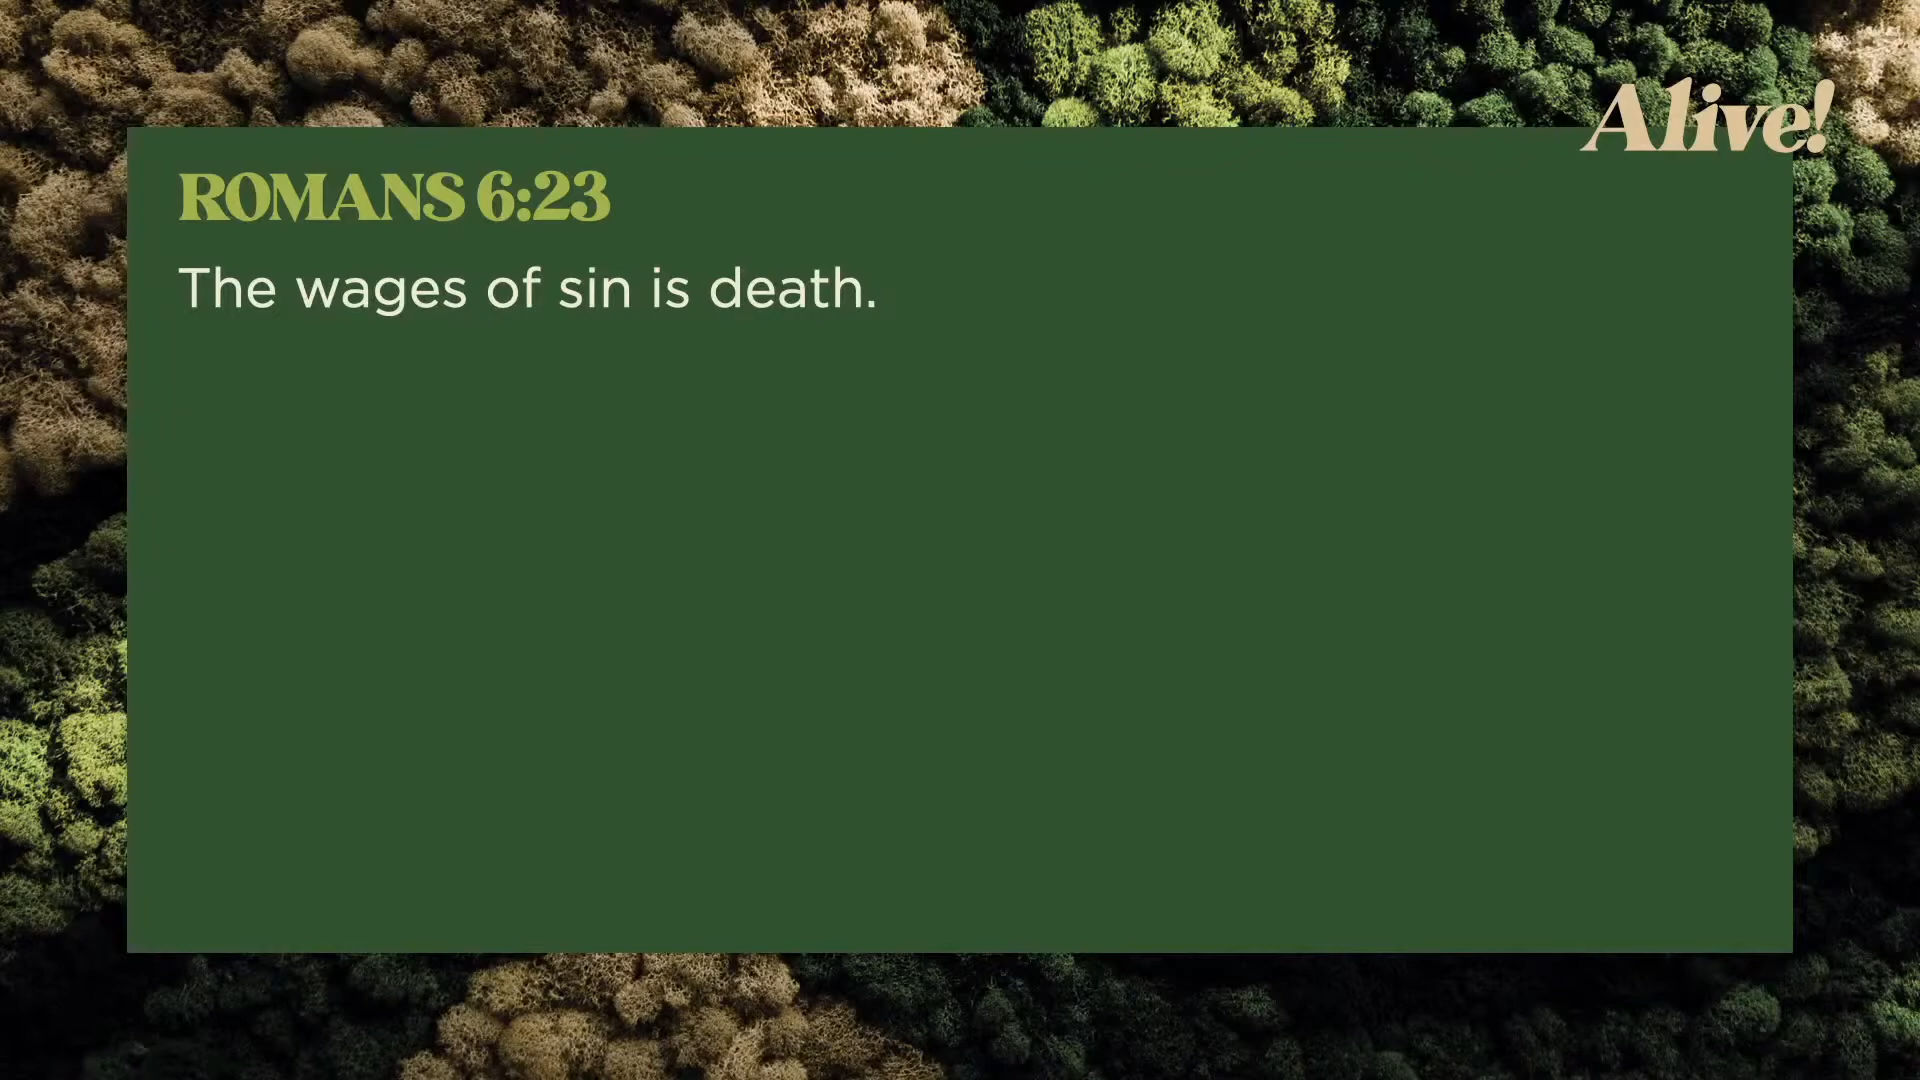 Alive!
ROMANS 6:23
The wages of sin is death.